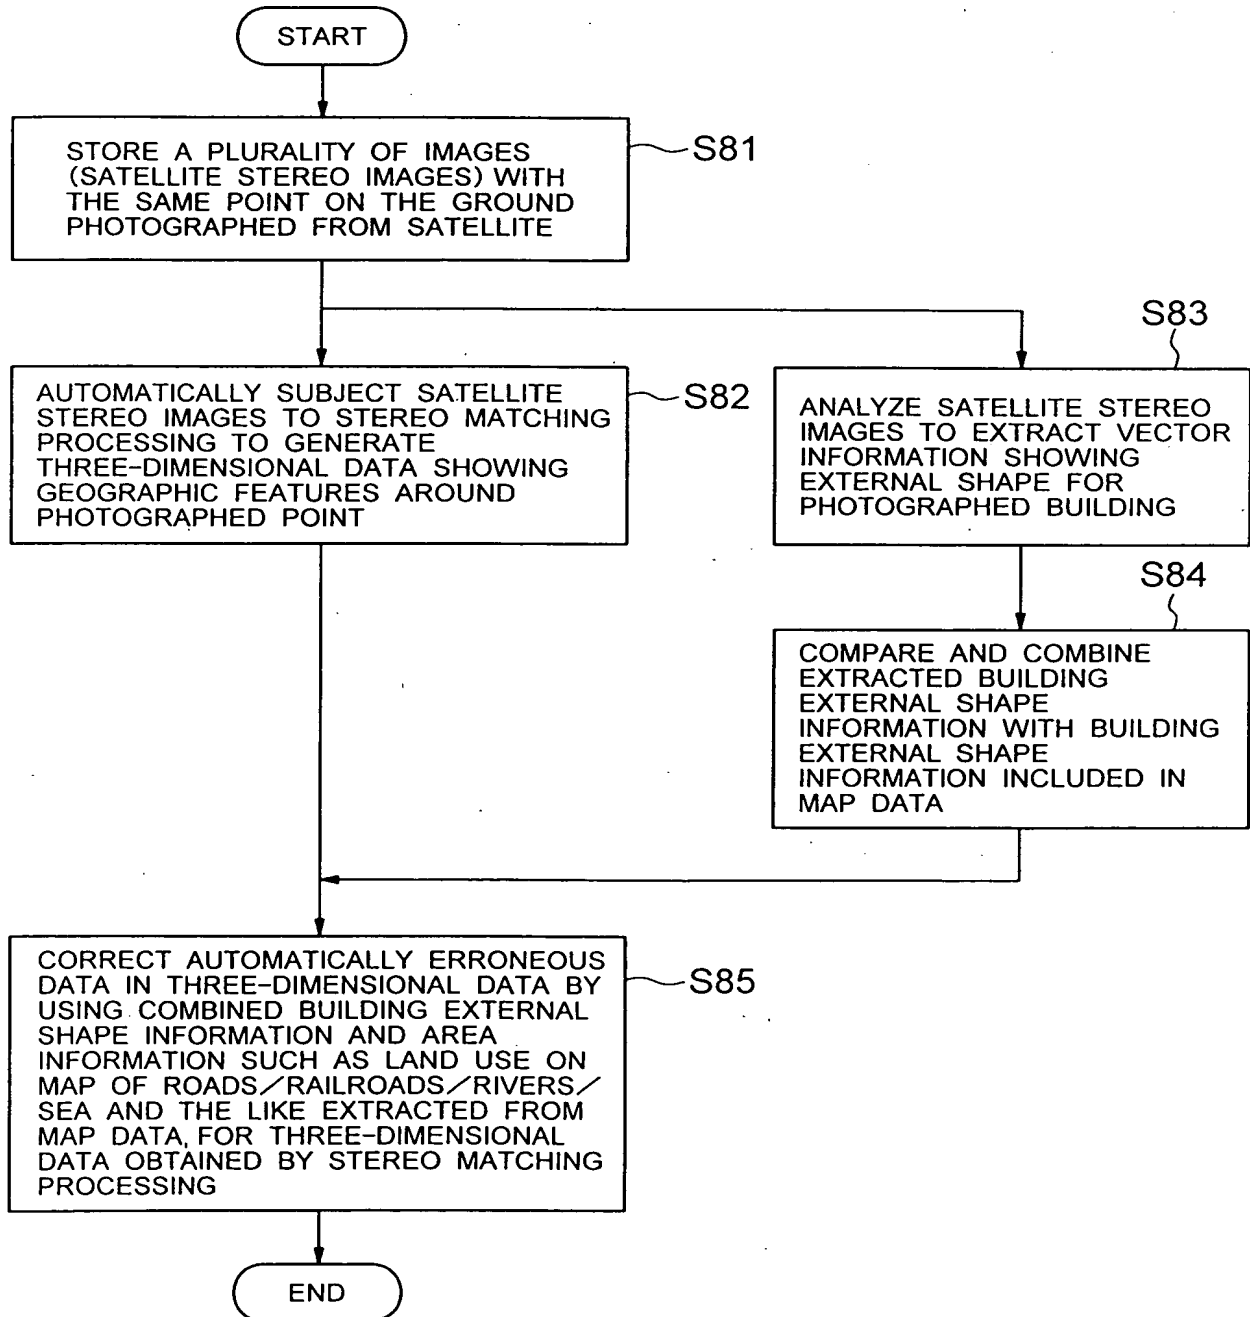 START
STORE A PLURALITY OF IMAGES
(SATELLITE STEREO IMAGES) WITH
THE SAME POINT ON THE GROUND
PHOTOGRAPHED FROM SATELLITE
S81
AUTOMATICALLY SUBJECT SATELLITE
STEREO IMAGES TO STEREO MATCHING
PROCESSING TO GENERATE
THREE-DIMENSIONAL DATA SHOWING
GEOGRAPHIC FEATURES AROUND
PHOTOGRAPHED POINT
S82
S83
ANALYZE SATELLITE STEREO
IMAGES TO EXTRACT VECTOR
INFORMATION SHOWING
EXTERNAL SHAPE FOR
PHOTOGRAPHED BUILDING
S84
COMPARE AND COMBINE
EXTRACTED BUILDING
EXTERNAL SHAPE
INFORMATION WITH BUILDING
EXTERNAL SHAPE
INFORMATION INCLUDED IN
MAP DATA
CORRECT AUTOMATICALLY ERRONEOUS
DATA IN THREE-DIMENSIONAL DATA BY
USING COMBINED BUILDING EXTERNAL
SHAPE INFORMATION AND AREA
INFORMATION SUCH AS LAND USE ON
MAP OF ROADS/RAILROADS/RIVERS/
SEA AND THE LIKE EXTRACTED FROM
MAP DATA, FOR THREE-DIMENSIONAL
DATA OBTAINED BY STEREO MATCHING
PROCESSING
S85
END